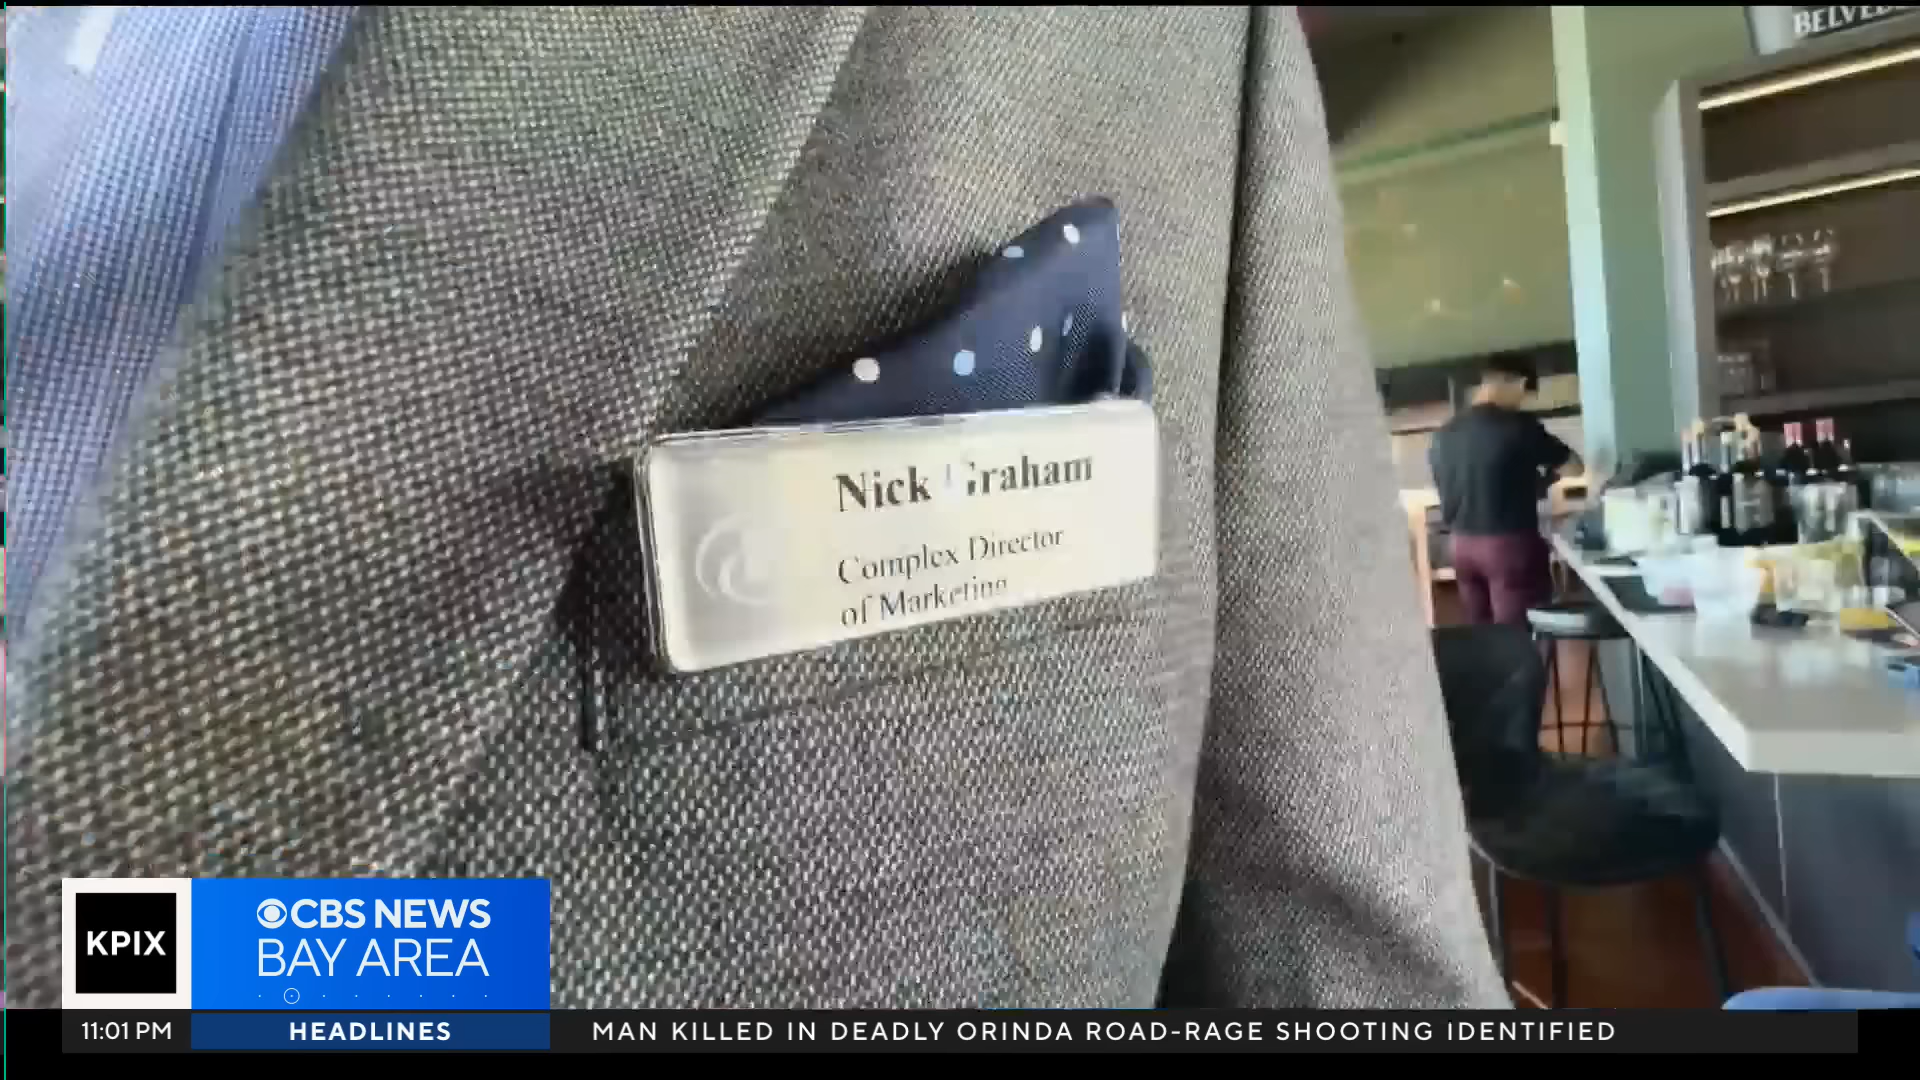 BELVE
Nick Graham
Complex Director
of Marketing
KPIX
CBS NEWS
BAY AREA
11:01 PM
HEADLINES
MAN KILLED IN DEADLY ORINDA ROAD-RAGE SHOOTING IDENTIFIED